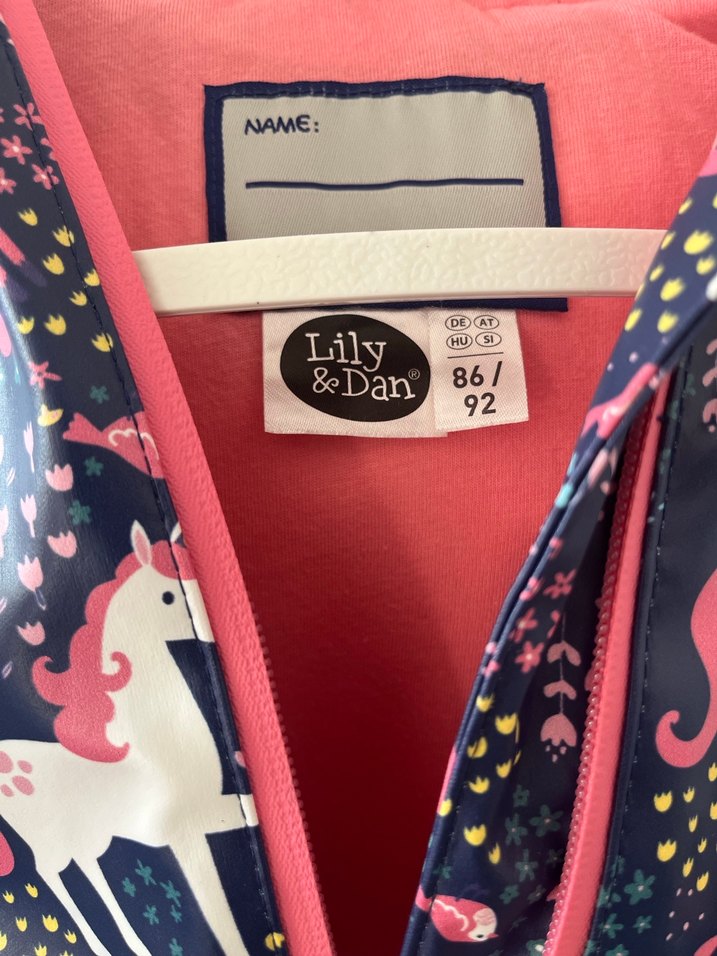 NAME:
Lily
& Dan®
DE AT
HU SI
86 /
92